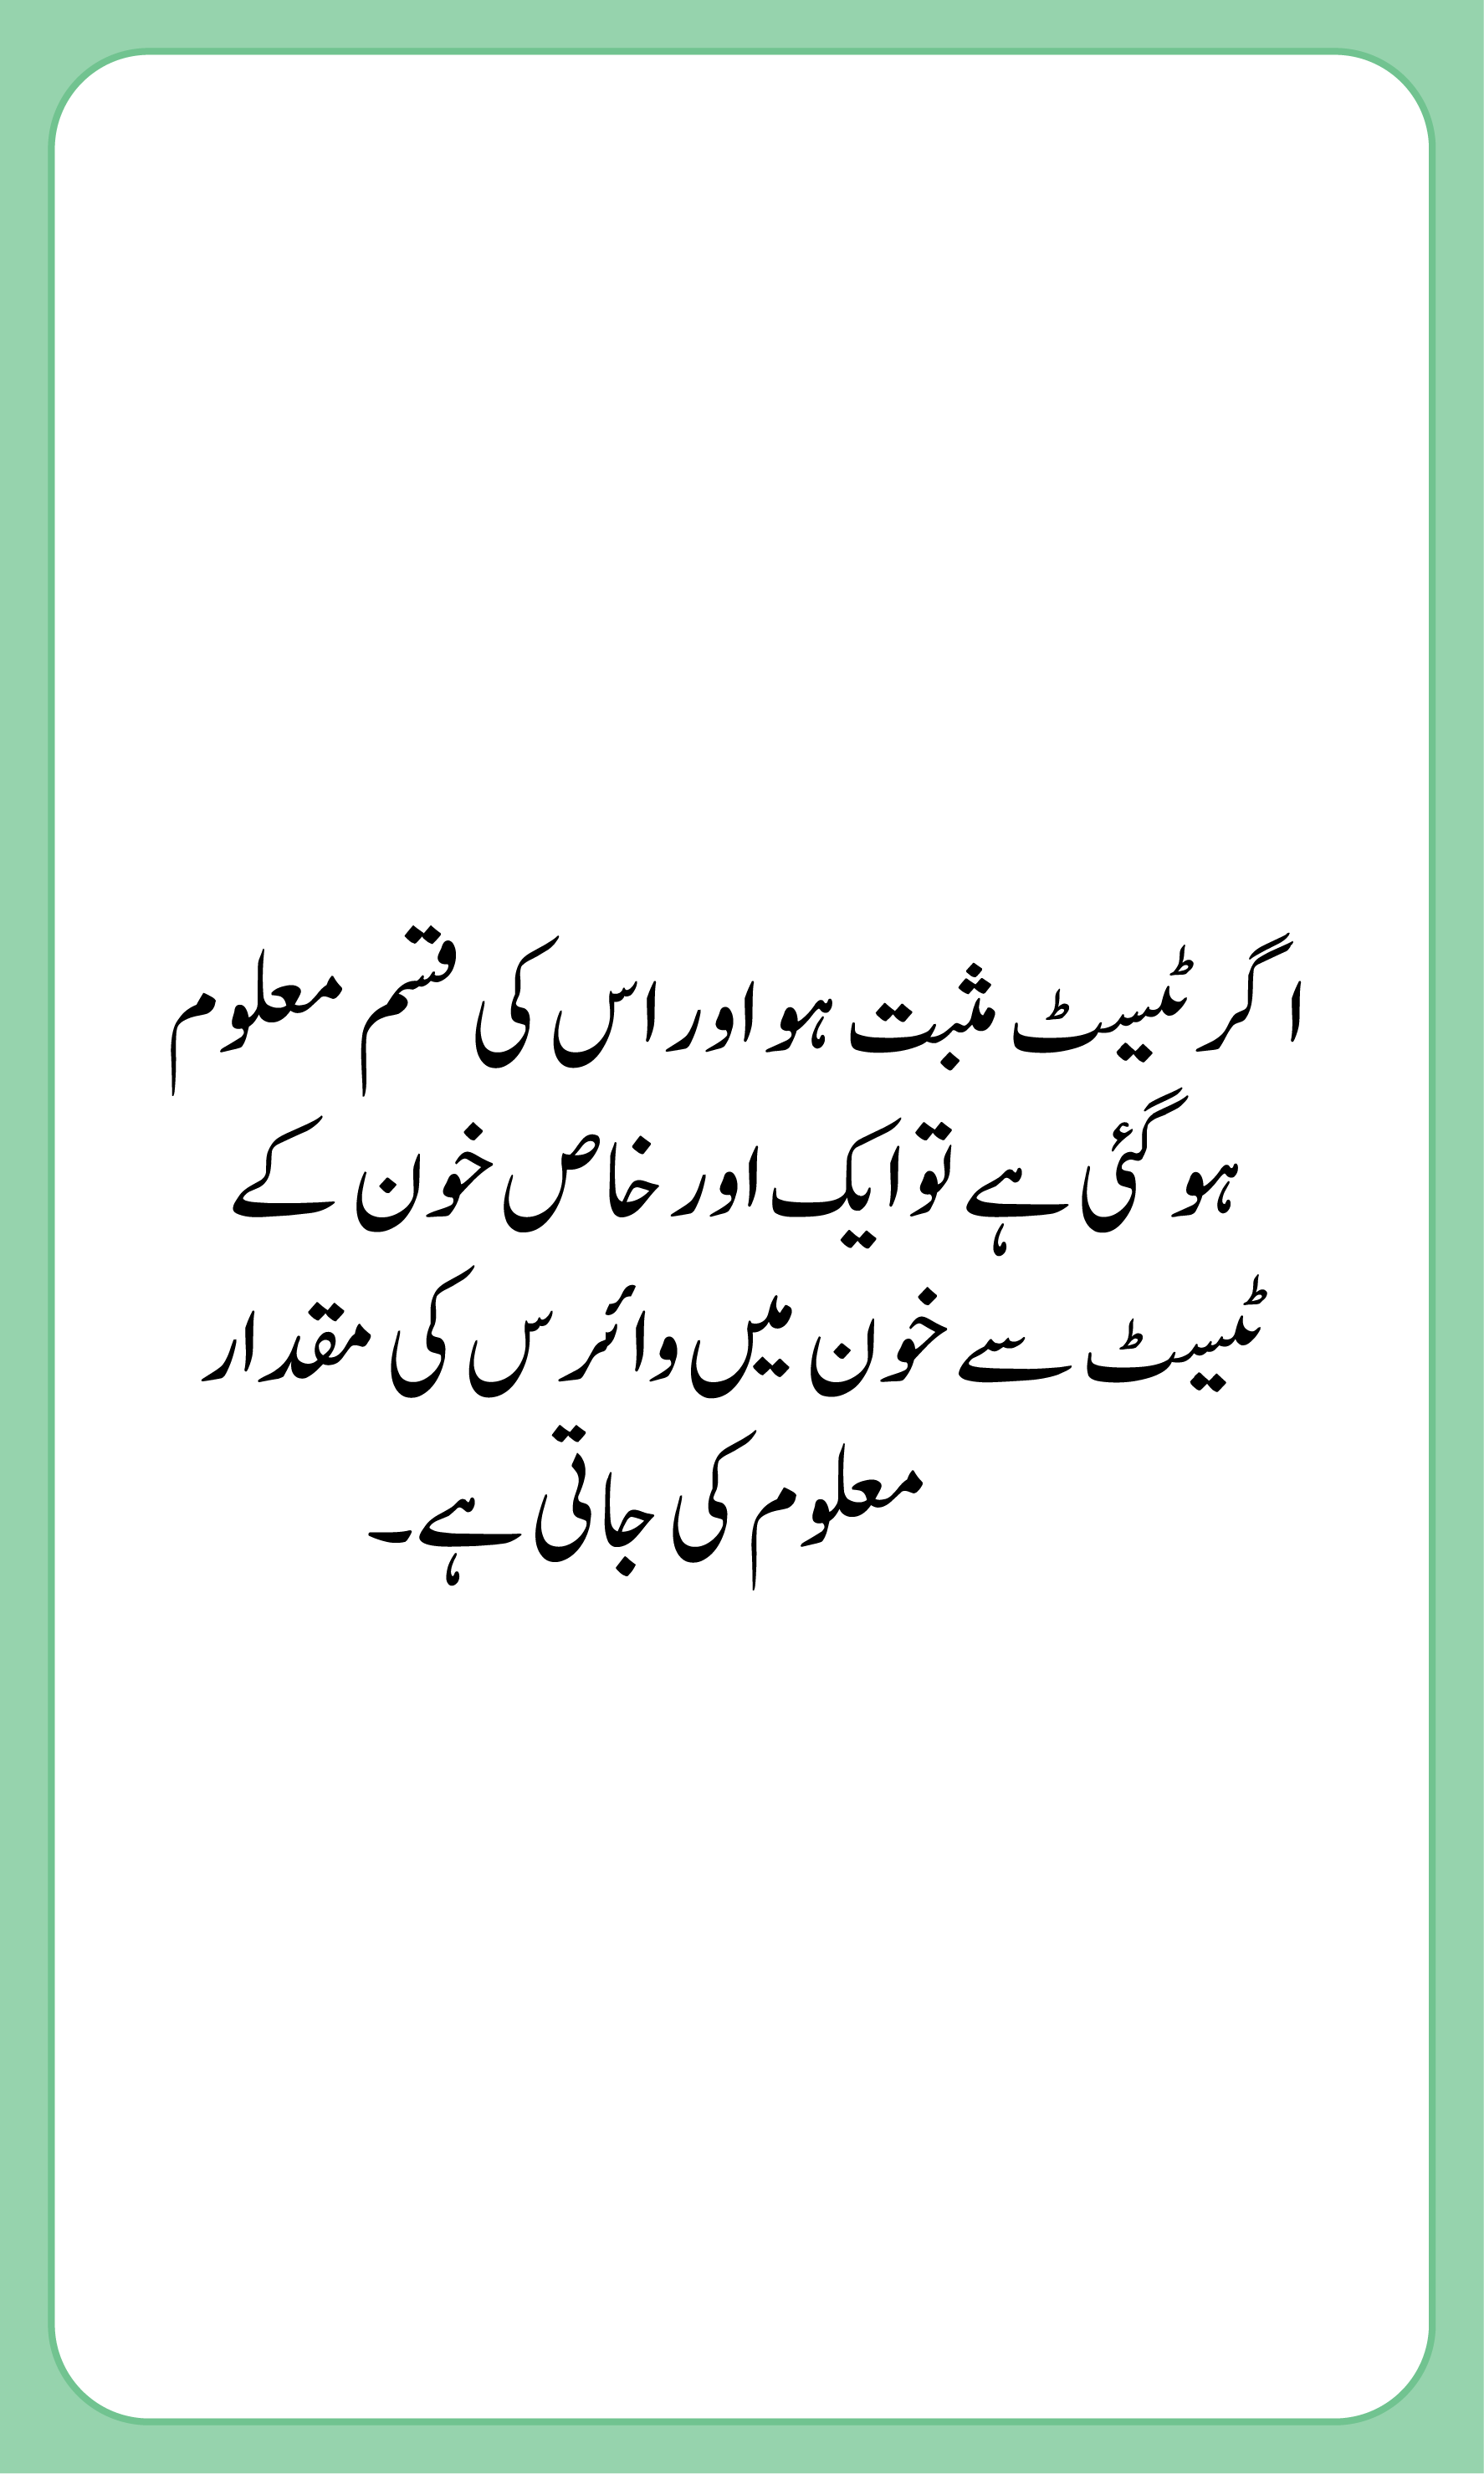 اگر ٹیسٹ مثبت ہو اور اس کی قسم معلوم
ہو گئی ہے تو ایک اور خاص خون کے
ٹیسٹ سے خون میں وائرس کی مقدار
معلوم کی جاتی ہے۔